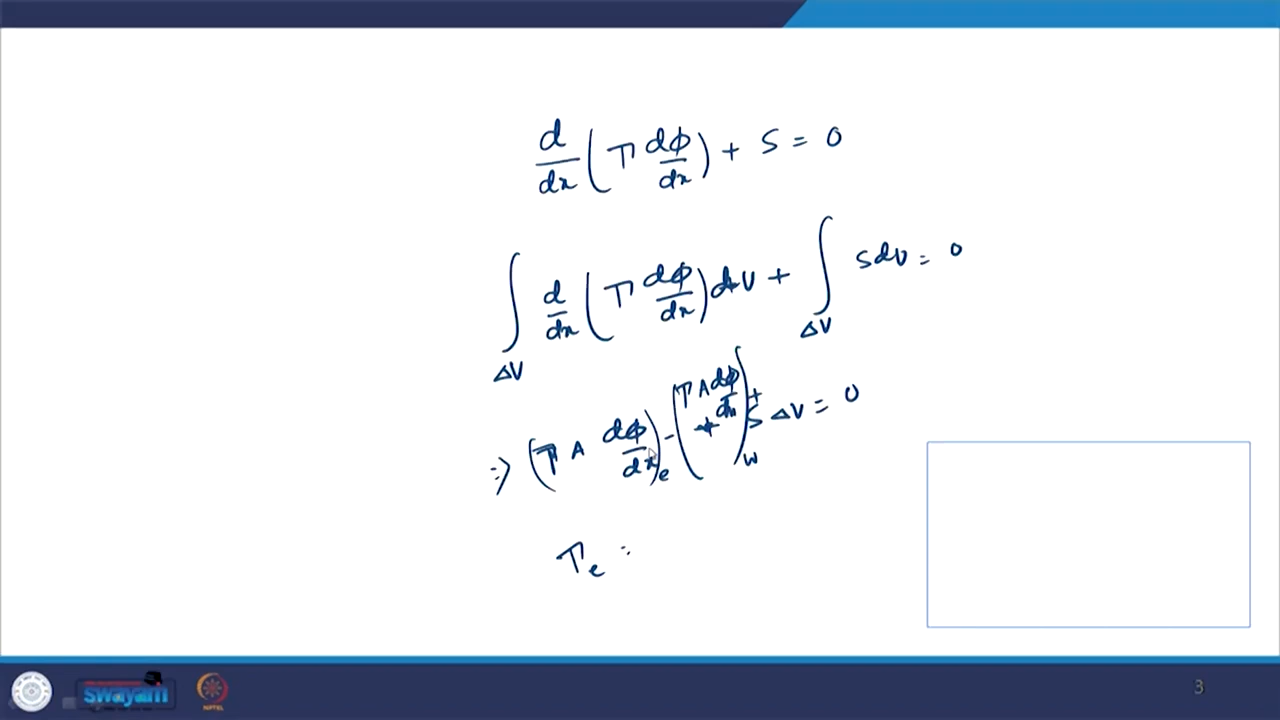 d/dx (Γ dφ/dx) + S = 0
∫ΔV d/dx (Γ dφ/dx) dV + ∫ΔV S dV = 0
⇒ (Γ A dφ/dx)e - (Γ A dφ/dx)w + S ΔV = 0
Γe =
swayam
NPTEL
3